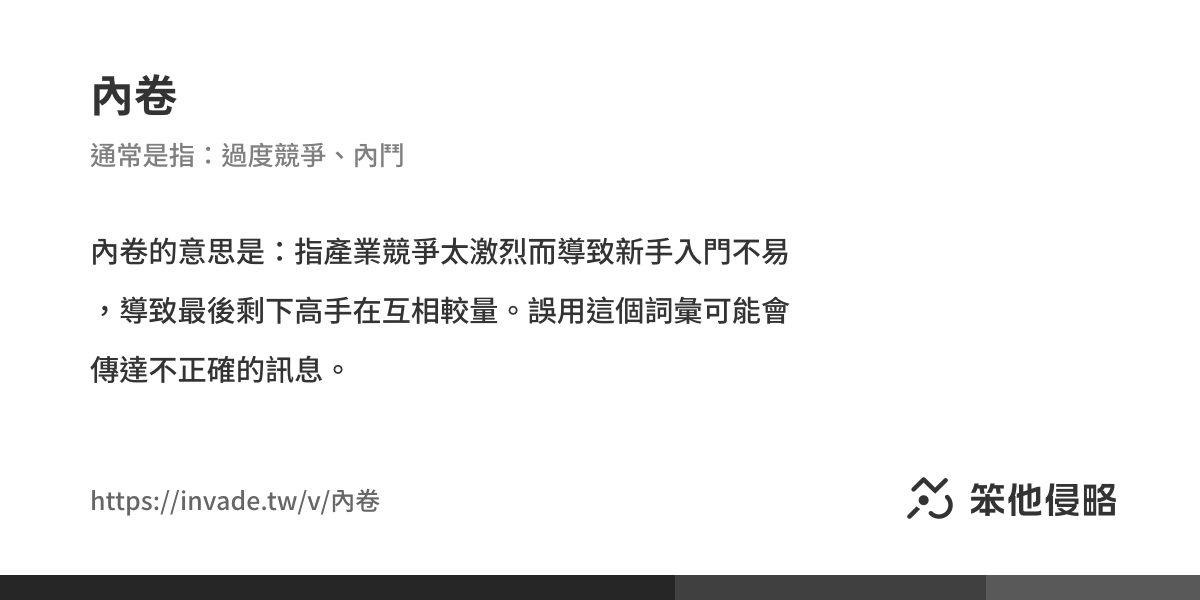 內卷
通常是指：過度競爭、內鬥
內卷的意思是：指產業競爭太激烈而導致新手入門不易
，導致最後剩下高手在互相較量。誤用這個詞彙可能會
傳達不正確的訊息。
https://invade.tw/v/內卷
笨他侵略